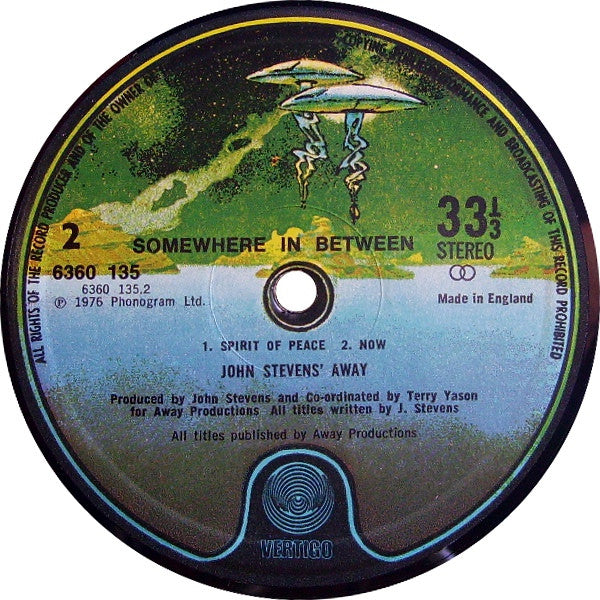 ALL RIGHTS OF THE RECORD PRODUCER AND OF THE OWNER OF
COPYING,
AND BROADCASTING OF THIS RECORD PROHIBITED
2
SOMEWHERE IN BETWEEN
33⅓
STEREO
6360 135
6360 135.2
℗ 1976 Phonogram Ltd.
Made in England
1. SPIRIT OF PEACE 2. NOW
JOHN STEVENS' AWAY
Produced by John Stevens and Co-ordinated by Terry Yason
for Away Productions All titles written by J. Stevens
All titles published by Away Productions
VERTIGO